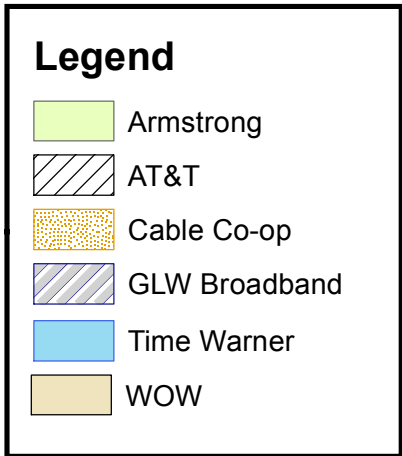 Legend
Armstrong
AT&T
Cable Co-op
GLW Broadband
Time Warner
WOW